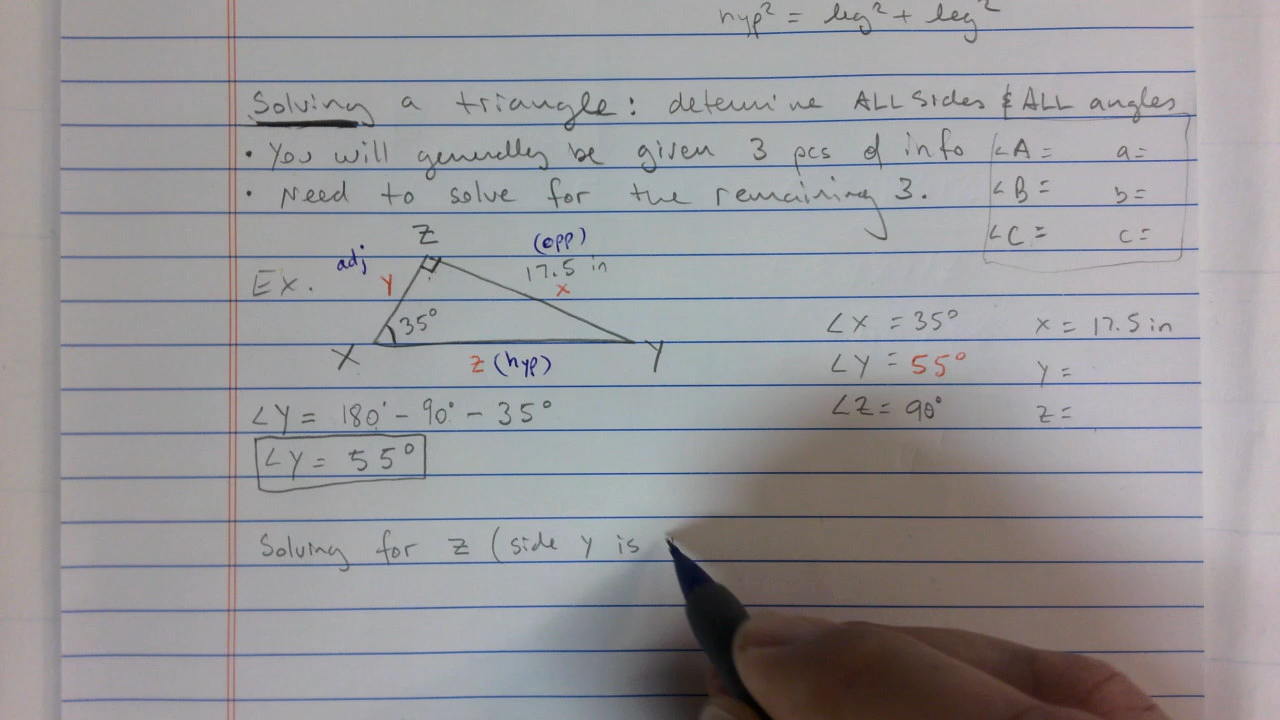 hyp² = leg² + leg²
Solving a triangle: determine ALL sides & ALL angles
• You will generally be given 3 pcs of info
∠A = a=
• Need to solve for the remaining 3.
∠B = b=
∠C = c=
Z
(opp)
adj
17.5 in
Ex.
y
x
35°
X
Y
z (hyp)
∠X = 35° x = 17.5 in
∠Y = 55° y =
∠Z = 90° z =
∠Y = 180° - 90° - 35°
∠Y = 55°
Solving for z (side y is